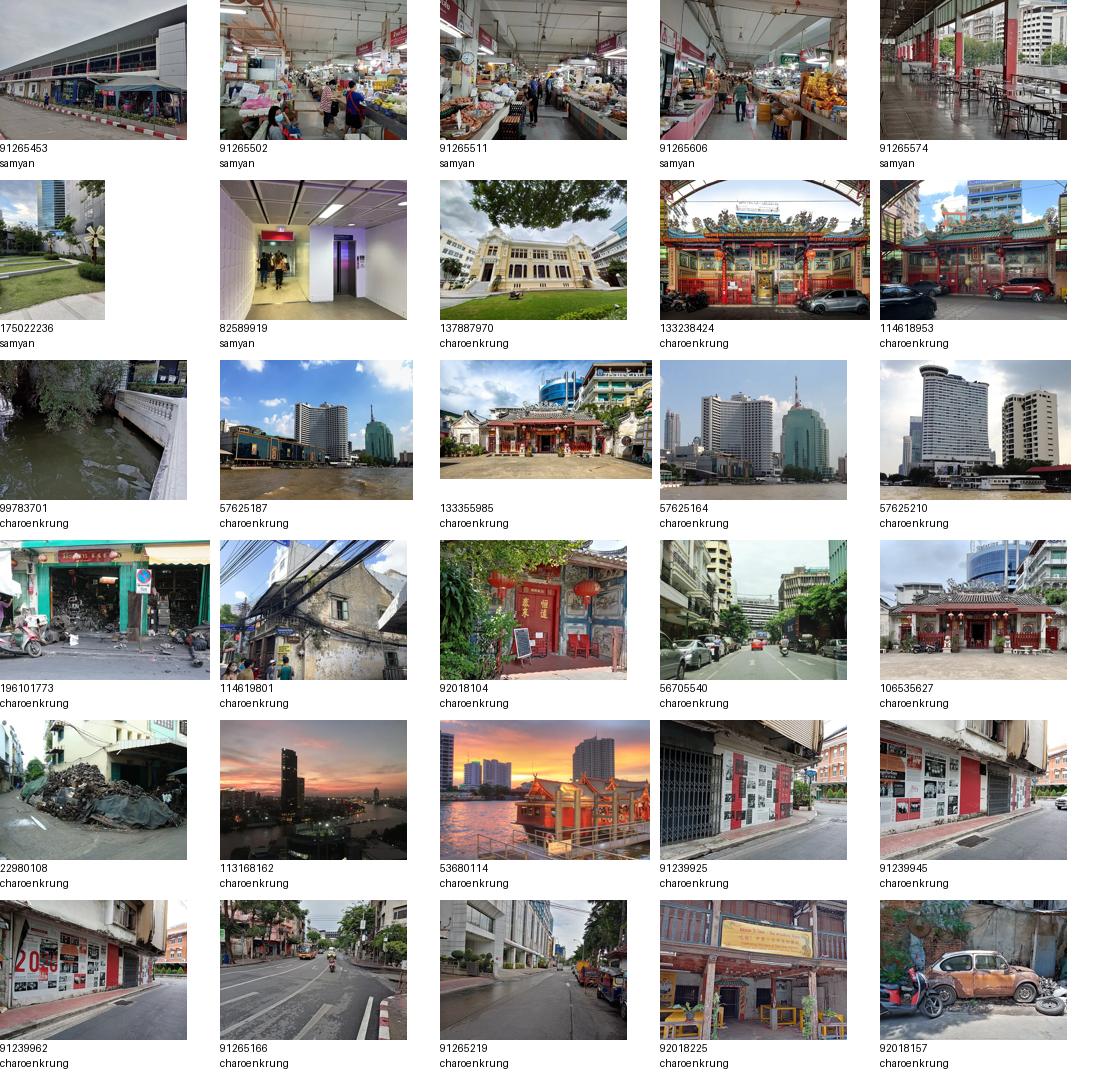 91265453
samyan
91265502
samyan
91265511
samyan
91265606
samyan
91265574
samyan
175022236
samyan
82589919
samyan
137887970
charoenkrung
133238424
charoenkrung
114618953
charoenkrung
99783701
charoenkrung
57625187
charoenkrung
133355985
charoenkrung
57625164
charoenkrung
57625210
charoenkrung
196101773
charoenkrung
114619801
charoenkrung
92018104
charoenkrung
56705540
charoenkrung
106535627
charoenkrung
22980108
charoenkrung
113168162
charoenkrung
53680114
charoenkrung
91239925
charoenkrung
91239945
charoenkrung
91239962
charoenkrung
91265166
charoenkrung
91265219
charoenkrung
92018225
charoenkrung
92018157
charoenkrung